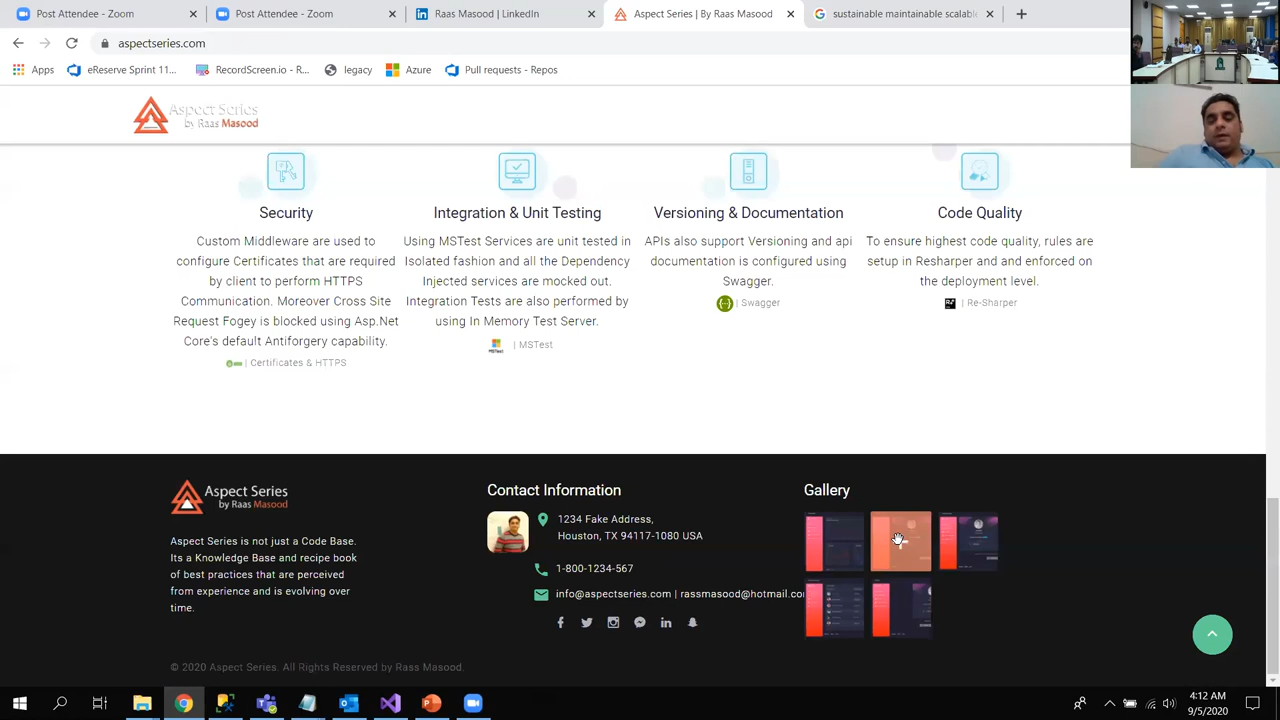 Post Attendee - Zoom
Post Attendee - Zoom
Raas Masood | LinkedIn
Aspect Series | By Raas Masood
sustainable maintainable scalable
aspectseries.com
Apps
eReserve Sprint 11...
RecordScreen.io - R...
legacy
Azure
Pull requests - Repos
Aspect Series
by Raas Masood
Security
Custom Middleware are used to
configure Certificates that are required
by client to perform HTTPS
Communication. Moreover Cross Site
Request Fogey is blocked using Asp.Net
Core's default Antiforgery capability.
| Certificates & HTTPS
Integration & Unit Testing
Using MSTest Services are unit tested in
Isolated fashion and all the Dependency
Injected services are mocked out.
Integration Tests are also performed by
using In Memory Test Server.
MSTest | MSTest
Versioning & Documentation
APIs also support Versioning and api
documentation is configured using
Swagger.
| Swagger
Code Quality
To ensure highest code quality, rules are
setup in Resharper and and enforced on
the deployment level.
| Re-Sharper
Aspect Series
by Raas Masood
Aspect Series is not just a Code Base.
Its a Knowledge Base and recipe book
of best practices that are perceived
from experience and is evolving over
time.
Contact Information
1234 Fake Address,
Houston, TX 94117-1080 USA
1-800-1234-567
info@aspectseries.com | rassmasood@hotmail.com
Gallery
© 2020 Aspect Series. All Rights Reserved by Rass Masood.
4:12 AM
9/5/2020